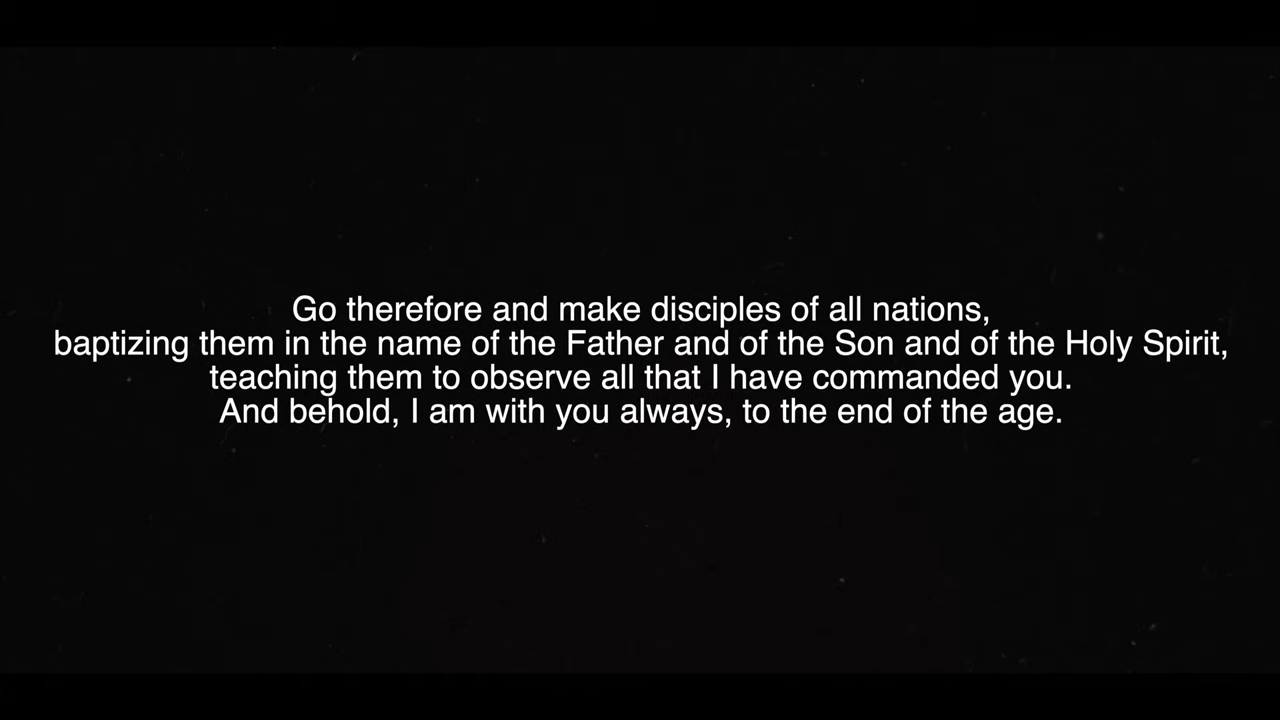 Go therefore and make disciples of all nations,
baptizing them in the name of the Father and of the Son and of the Holy Spirit,
teaching them to observe all that I have commanded you.
And behold, I am with you always, to the end of the age.